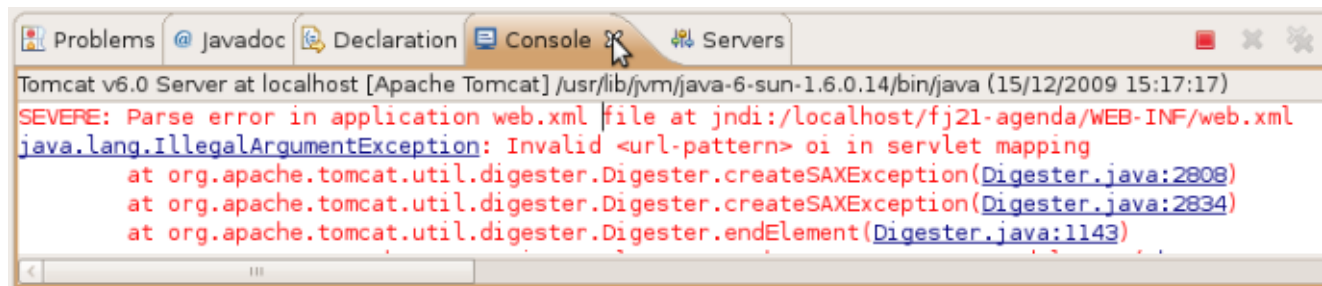 Problems @ Javadoc Declaration Console Servers
Tomcat v6.0 Server at localhost [Apache Tomcat] /usr/lib/jvm/java-6-sun-1.6.0.14/bin/java (15/12/2009 15:17:17)
SEVERE: Parse error in application web.xml file at jndi:/localhost/fj21-agenda/WEB-INF/web.xml
java.lang.IllegalArgumentException: Invalid <url-pattern> oi in servlet mapping
at org.apache.tomcat.util.digester.Digester.createSAXException(Digester.java:2808)
at org.apache.tomcat.util.digester.Digester.createSAXException(Digester.java:2834)
at org.apache.tomcat.util.digester.Digester.endElement(Digester.java:1143)